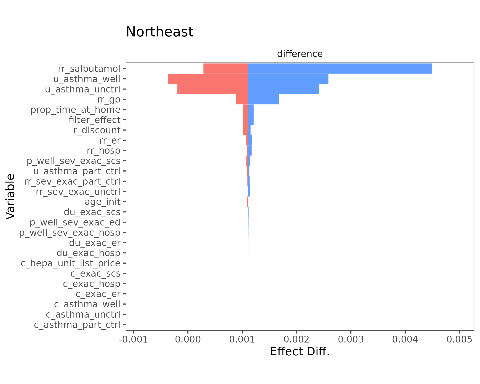 Northeast
difference
rr_salbutamol
u_asthma_well
u_asthma_unctrl
rr_gp
prop_time_at_home
filter_effect
r_discount
rr_er
rr_hosp
p_well_sev_exac_scs
u_asthma_part_ctrl
rr_sev_exac_part_ctrl
rr_sev_exac_unctrl
age_init
du_exac_scs
p_well_sev_exac_ed
p_well_sev_exac_hosp
du_exac_er
du_exac_hosp
c_hepa_unit_list_price
c_exac_scs
c_exac_hosp
c_exac_er
c_asthma_well
c_asthma_unctrl
c_asthma_part_ctrl
Variable
-0.001 0.000 0.001 0.002 0.003 0.004 0.005
Effect Diff.